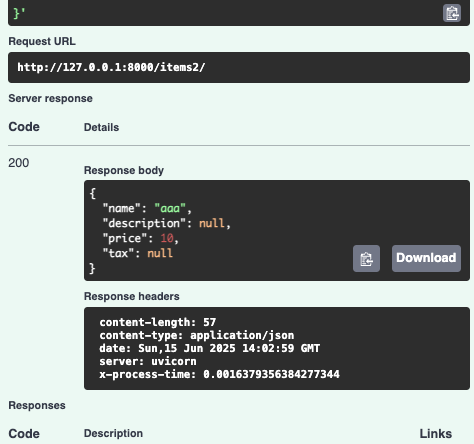 }'
Request URL
http://127.0.0.1:8000/items2/
Server response
Code Details
200
Response body
{
  "name": "aaa",
  "description": null,
  "price": 10,
  "tax": null
}
Download
Response headers
content-length: 57
content-type: application/json
date: Sun,15 Jun 2025 14:02:59 GMT
server: uvicorn
x-process-time: 0.0016379356384277344
Responses
Code Description Links